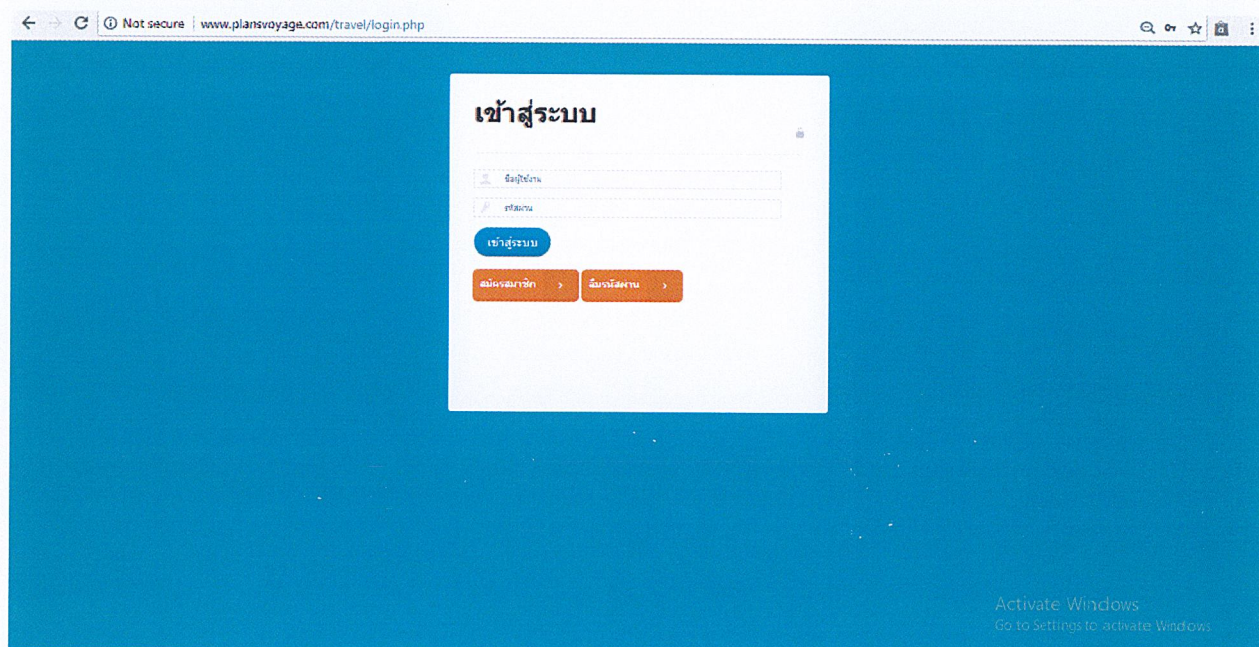 Not secure www.plansvoyage.com/travel/login.php
เข้าสู่ระบบ
ชื่อผู้ใช้งาน
รหัสผ่าน
เข้าสู่ระบบ
สมัครสมาชิก > ลืมรหัสผ่าน >
Activate Windows
Go to Settings to activate Windows